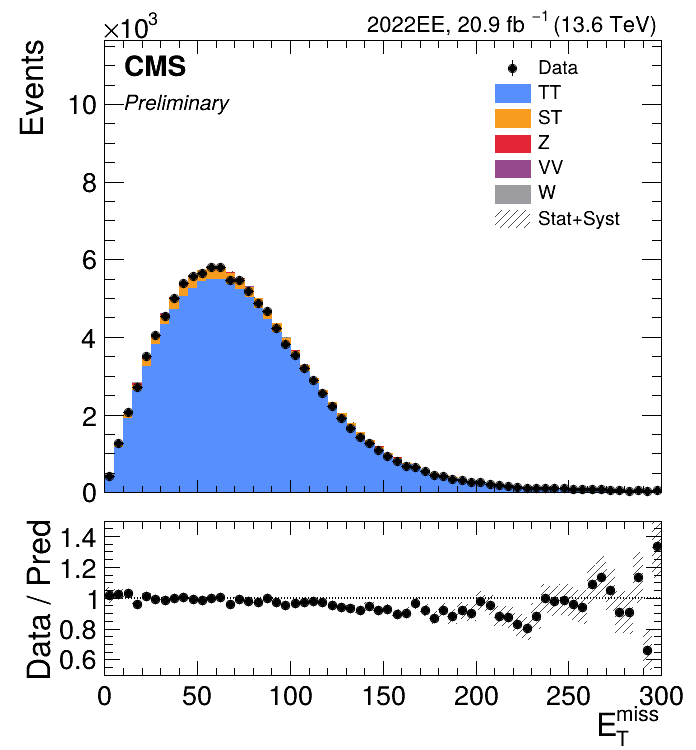 ×10³
2022EE, 20.9 fb⁻¹ (13.6 TeV)
Events
CMS
Preliminary
Data
TT
ST
Z
VV
W
Stat+Syst
10
8
6
4
2
0
Data / Pred
1.4
1.2
1
0.8
0.6
0 50 100 150 200 250 300
E_T^miss